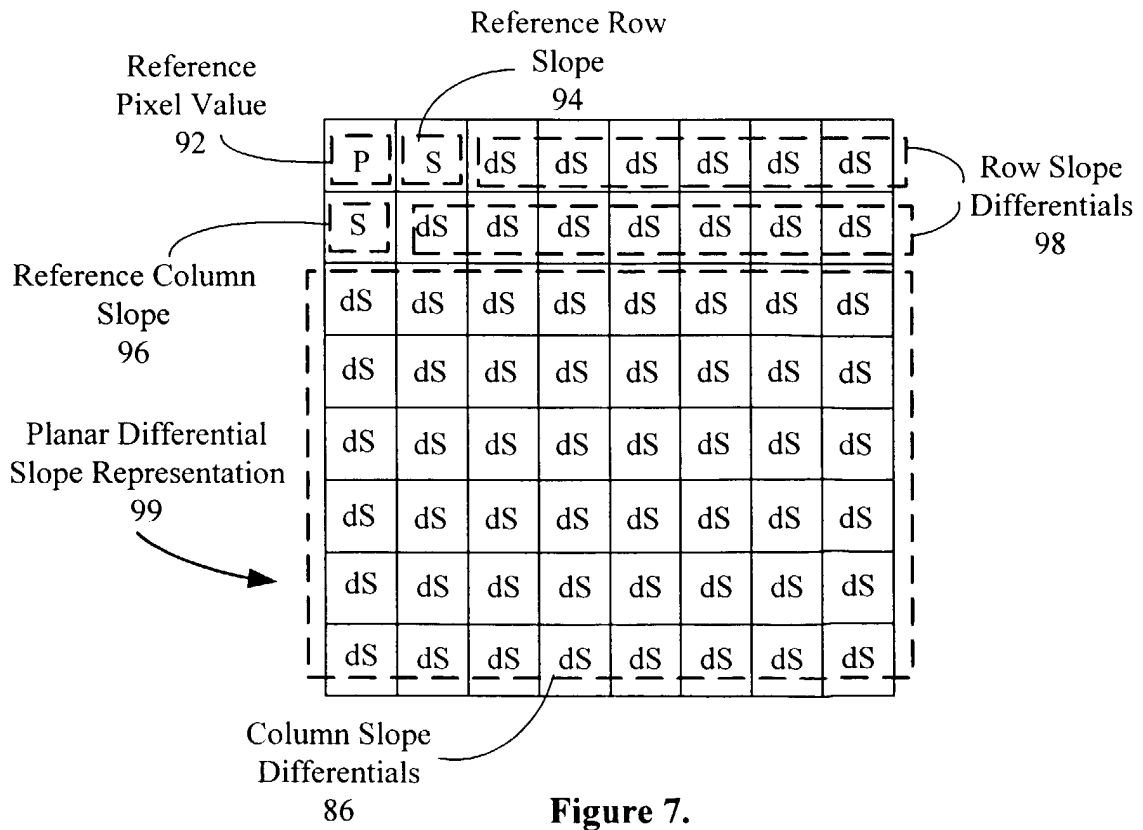 Reference Row
Slope
94
Reference
Pixel Value
92
P S dS dS dS dS dS dS
Row Slope
Differentials
98
S dS dS dS dS dS dS dS
Reference Column
Slope
96
dS dS dS dS dS dS dS dS
dS dS dS dS dS dS dS dS
Planar Differential
Slope Representation
99
dS dS dS dS dS dS dS dS
dS dS dS dS dS dS dS dS
dS dS dS dS dS dS dS dS
dS dS dS dS dS dS dS dS
Column Slope
Differentials
86
Figure 7.